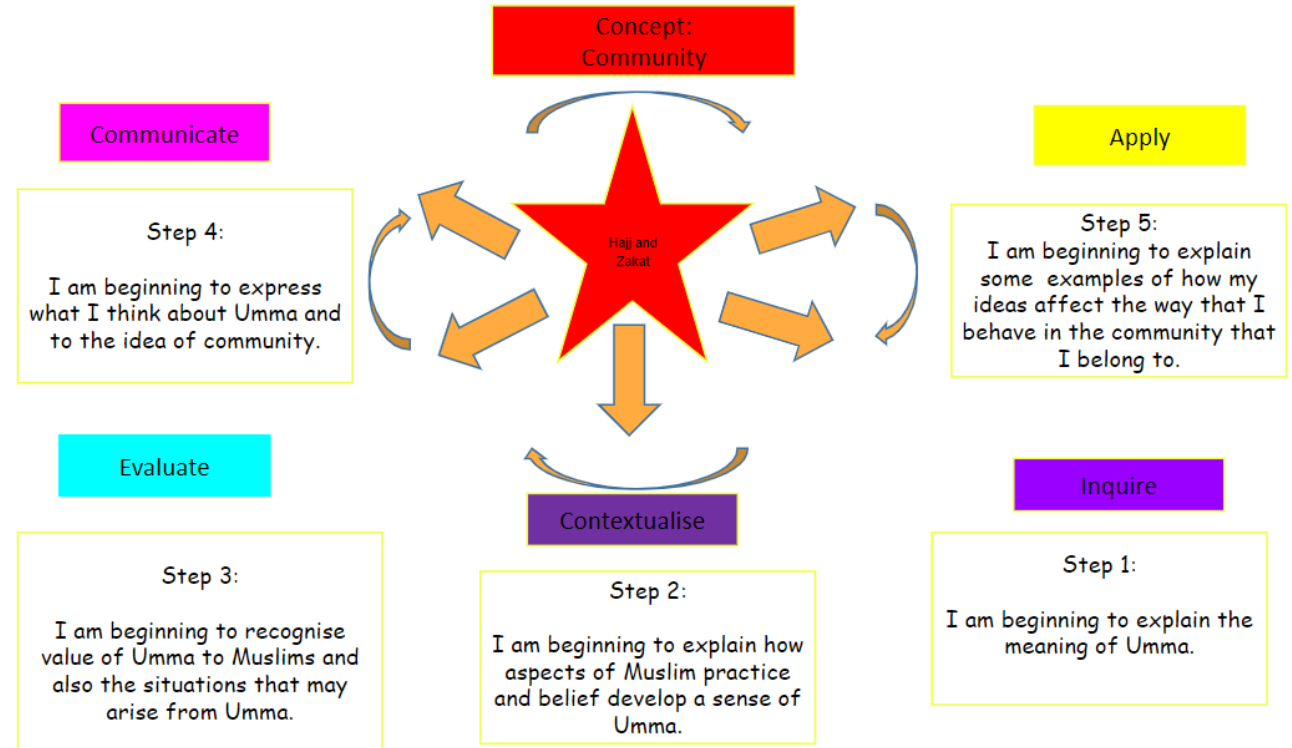 Concept:
Community
Communicate
Apply
Step 4:
I am beginning to express
what I think about Umma and
to the idea of community.
Hajj and
Zakat
Step 5:
I am beginning to explain
some examples of how my
ideas affect the way that I
behave in the community that
I belong to.
Evaluate
Contextualise
Inquire
Step 3:
I am beginning to recognise
value of Umma to Muslims and
also the situations that may
arise from Umma.
Step 2:
I am beginning to explain how
aspects of Muslim practice
and belief develop a sense of
Umma.
Step 1:
I am beginning to explain the
meaning of Umma.